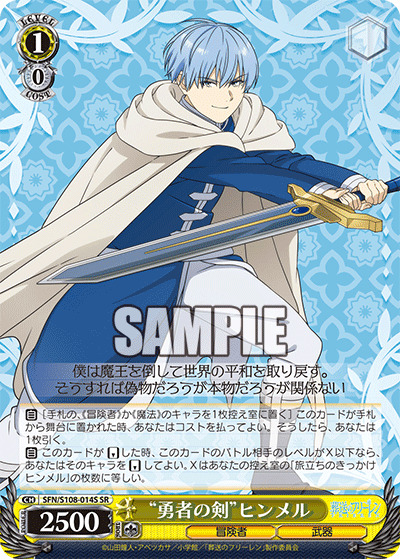 LEVEL
1
0
COST
SAMPLE
僕は魔王を倒して世界の平和を取り戻す。
そうすれば偽物だろうが本物だろうが関係ない
自［手札の、《冒険者》か《魔法》のキャラを1枚控え室に置く］このカードが手札
から舞台に置かれた時、あなたはコストを払ってよい。そうしたら、あなたは
1枚引く。
自 このカードが した時、このカードのバトル相手のレベルがX以下なら、
あなたはこのカードを してよい。Xはあなたの控え室の「旅立ちのきっかけ
ヒンメル」の枚数に等しい。
CH SFN/S108-014S SR
2500
“勇者の剣”ヒンメル
葬送のフリーレン
冒険者 武器
©山田鐘人・アベツカサ／小学館／「葬送のフリーレン」製作委員会